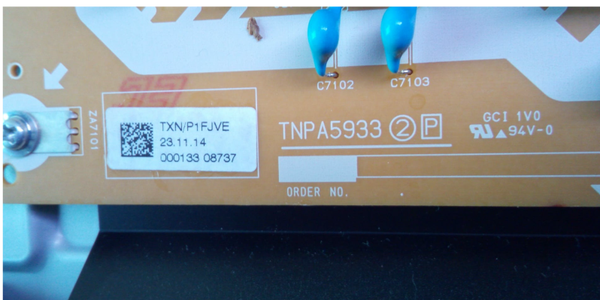 C7102
C7103
ZA7101
TXN/P1FJVE
23.11.14
000133 08737
TNPA5933 2 P
GCI 1V0
94V-0
ORDER NO.